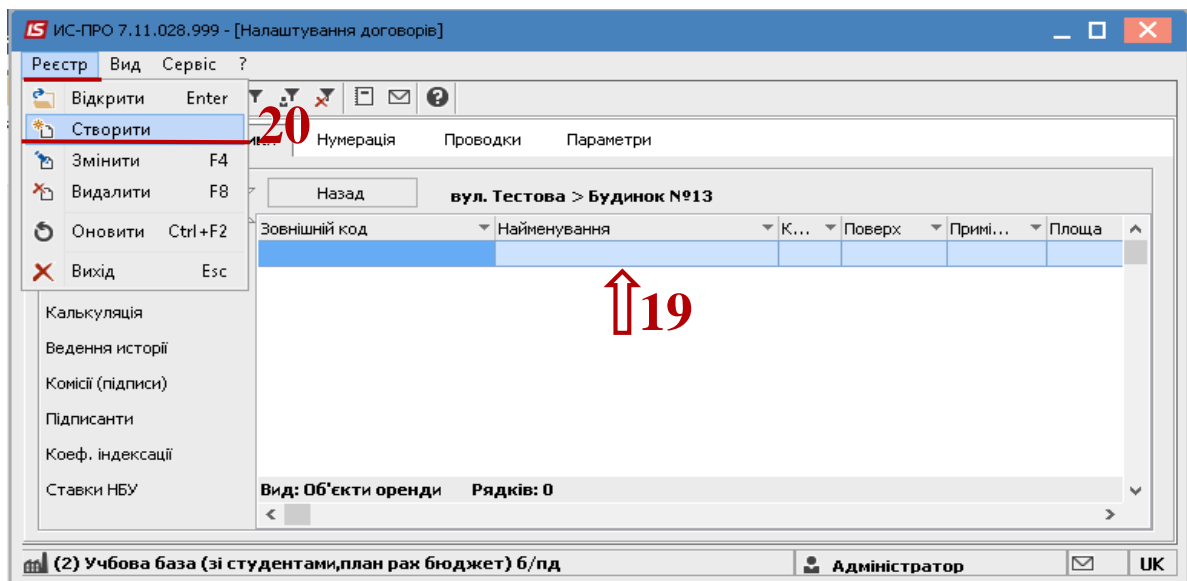 ИС-ПРО 7.11.028.999 - [Налаштування договорів]
Реєстр Вид Сервіс ?
Відкрити Enter
Створити
20
Змінити F4
Видалити F8
Оновити Ctrl+F2
Вихід Esc
Нумерація Проводки Параметри
Назад вул. Тестова > Будинок №13
Зовнішній код Найменування К... Поверх Примі... Площа
19
Калькуляція
Ведення історії
Комісії (підписи)
Підписанти
Коеф. індексації
Ставки НБУ
Вид: Об'єкти оренди Рядків: 0
(2) Учбова база (зі студентами,план рах бюджет) б/пд Адміністратор UK